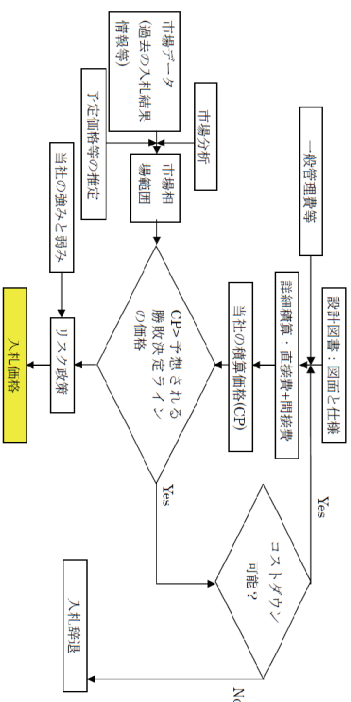 設計図書：図面と仕様
Yes
一般管理費等
詳細積算・直接費+間接費
コストダウン
可能？
No
当社の積算価格(CP)
市場分析
市場データ
(過去の入札結果
情報等)
市場相
場範囲
CP>予想される
勝敗決定ライン
の価格
Yes
予定価格等の推定
当社の強みと弱み
リスク政策
入札辞退
入札価格